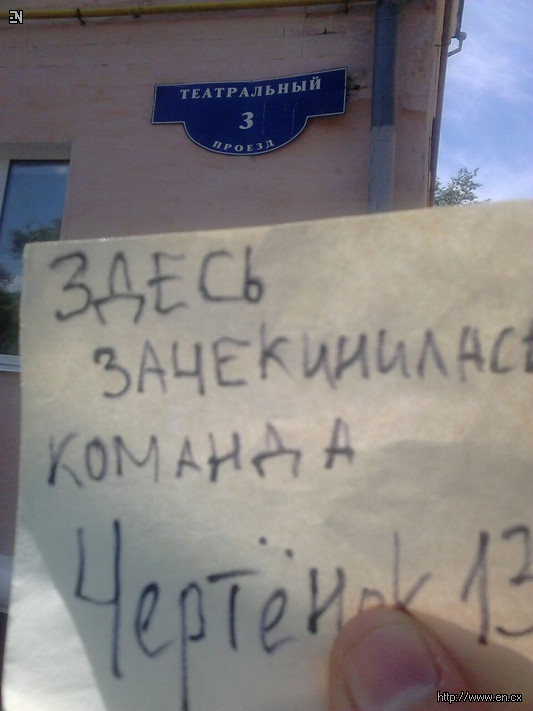 EN
ТЕАТРАЛЬНЫЙ
3
ПРОЕЗД
ЗДЕСЬ
ЗАЧЕКИНИЛАСЬ
КОМАНДА
Чертёнок 13
http://www.en.cx